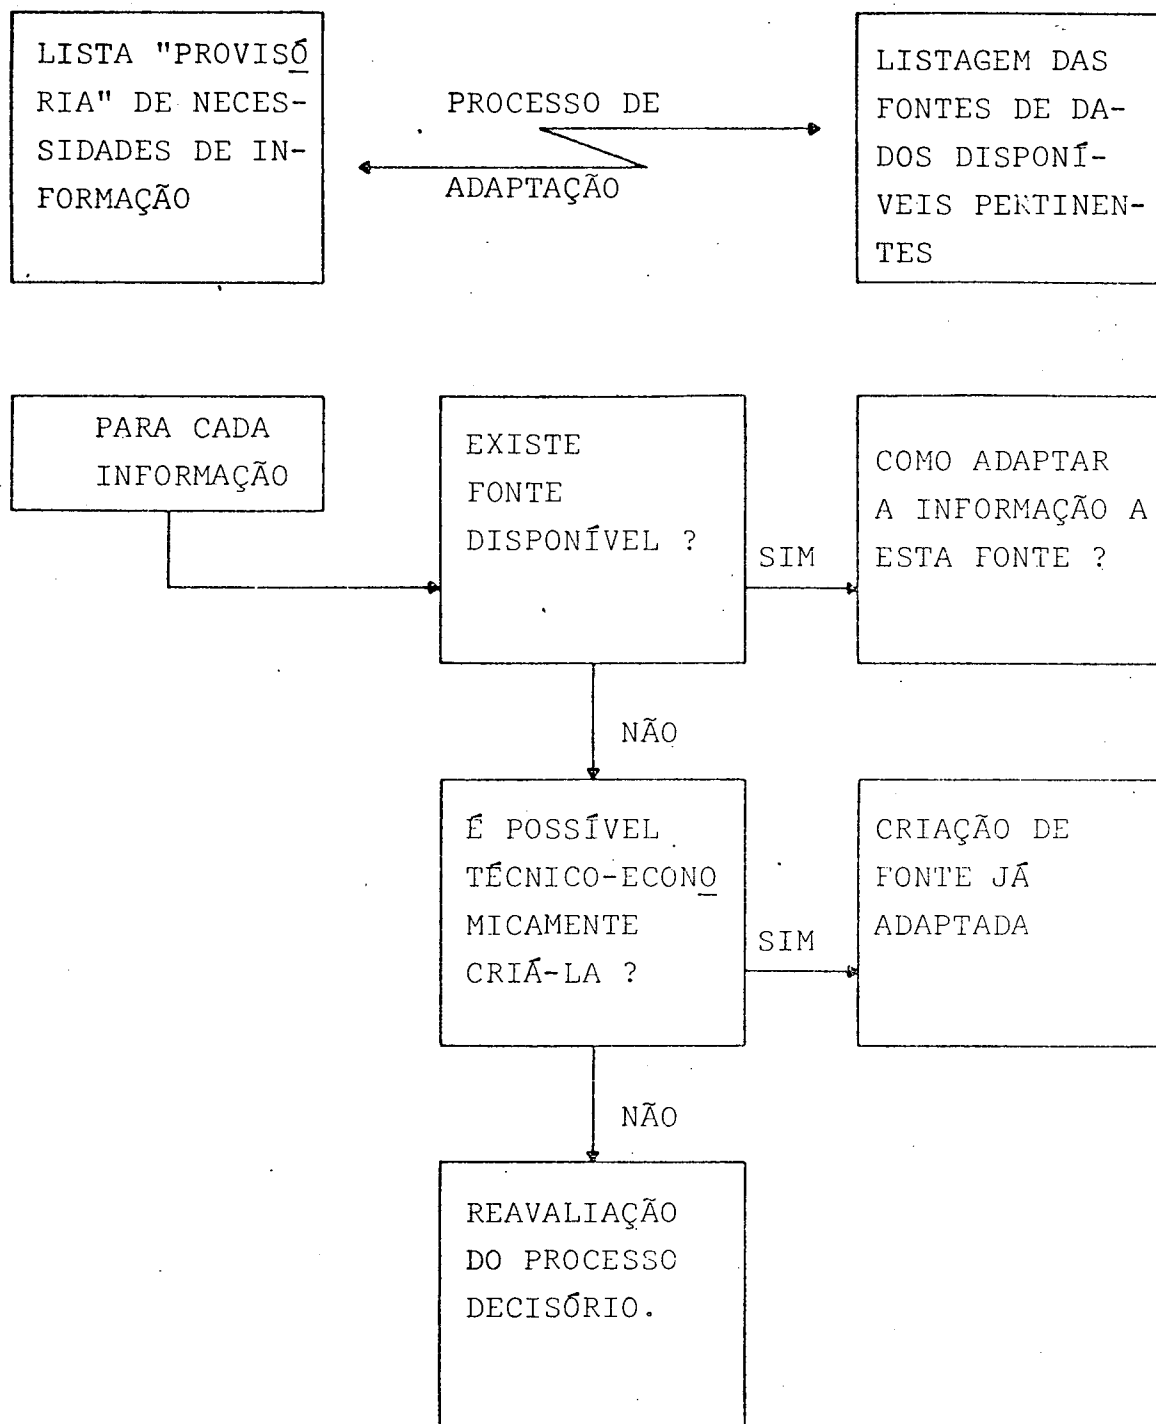 LISTA "PROVISÓ
RIA" DE NECES-
SIDADES DE IN-
FORMAÇÃO
PROCESSO DE
ADAPTAÇÃO
LISTAGEM DAS
FONTES DE DA-
DOS DISPONÍ-
VEIS PERTINEN-
TES
PARA CADA
INFORMAÇÃO
EXISTE
FONTE
DISPONÍVEL ?
SIM
COMO ADAPTAR
A INFORMAÇÃO A
ESTA FONTE ?
NÃO
É POSSÍVEL
TÉCNICO-ECONO
MICAMENTE
CRIÁ-LA ?
SIM
CRIAÇÃO DE
FONTE JÁ
ADAPTADA
NÃO
REAVALIAÇÃO
DO PROCESSO
DECISÓRIO.